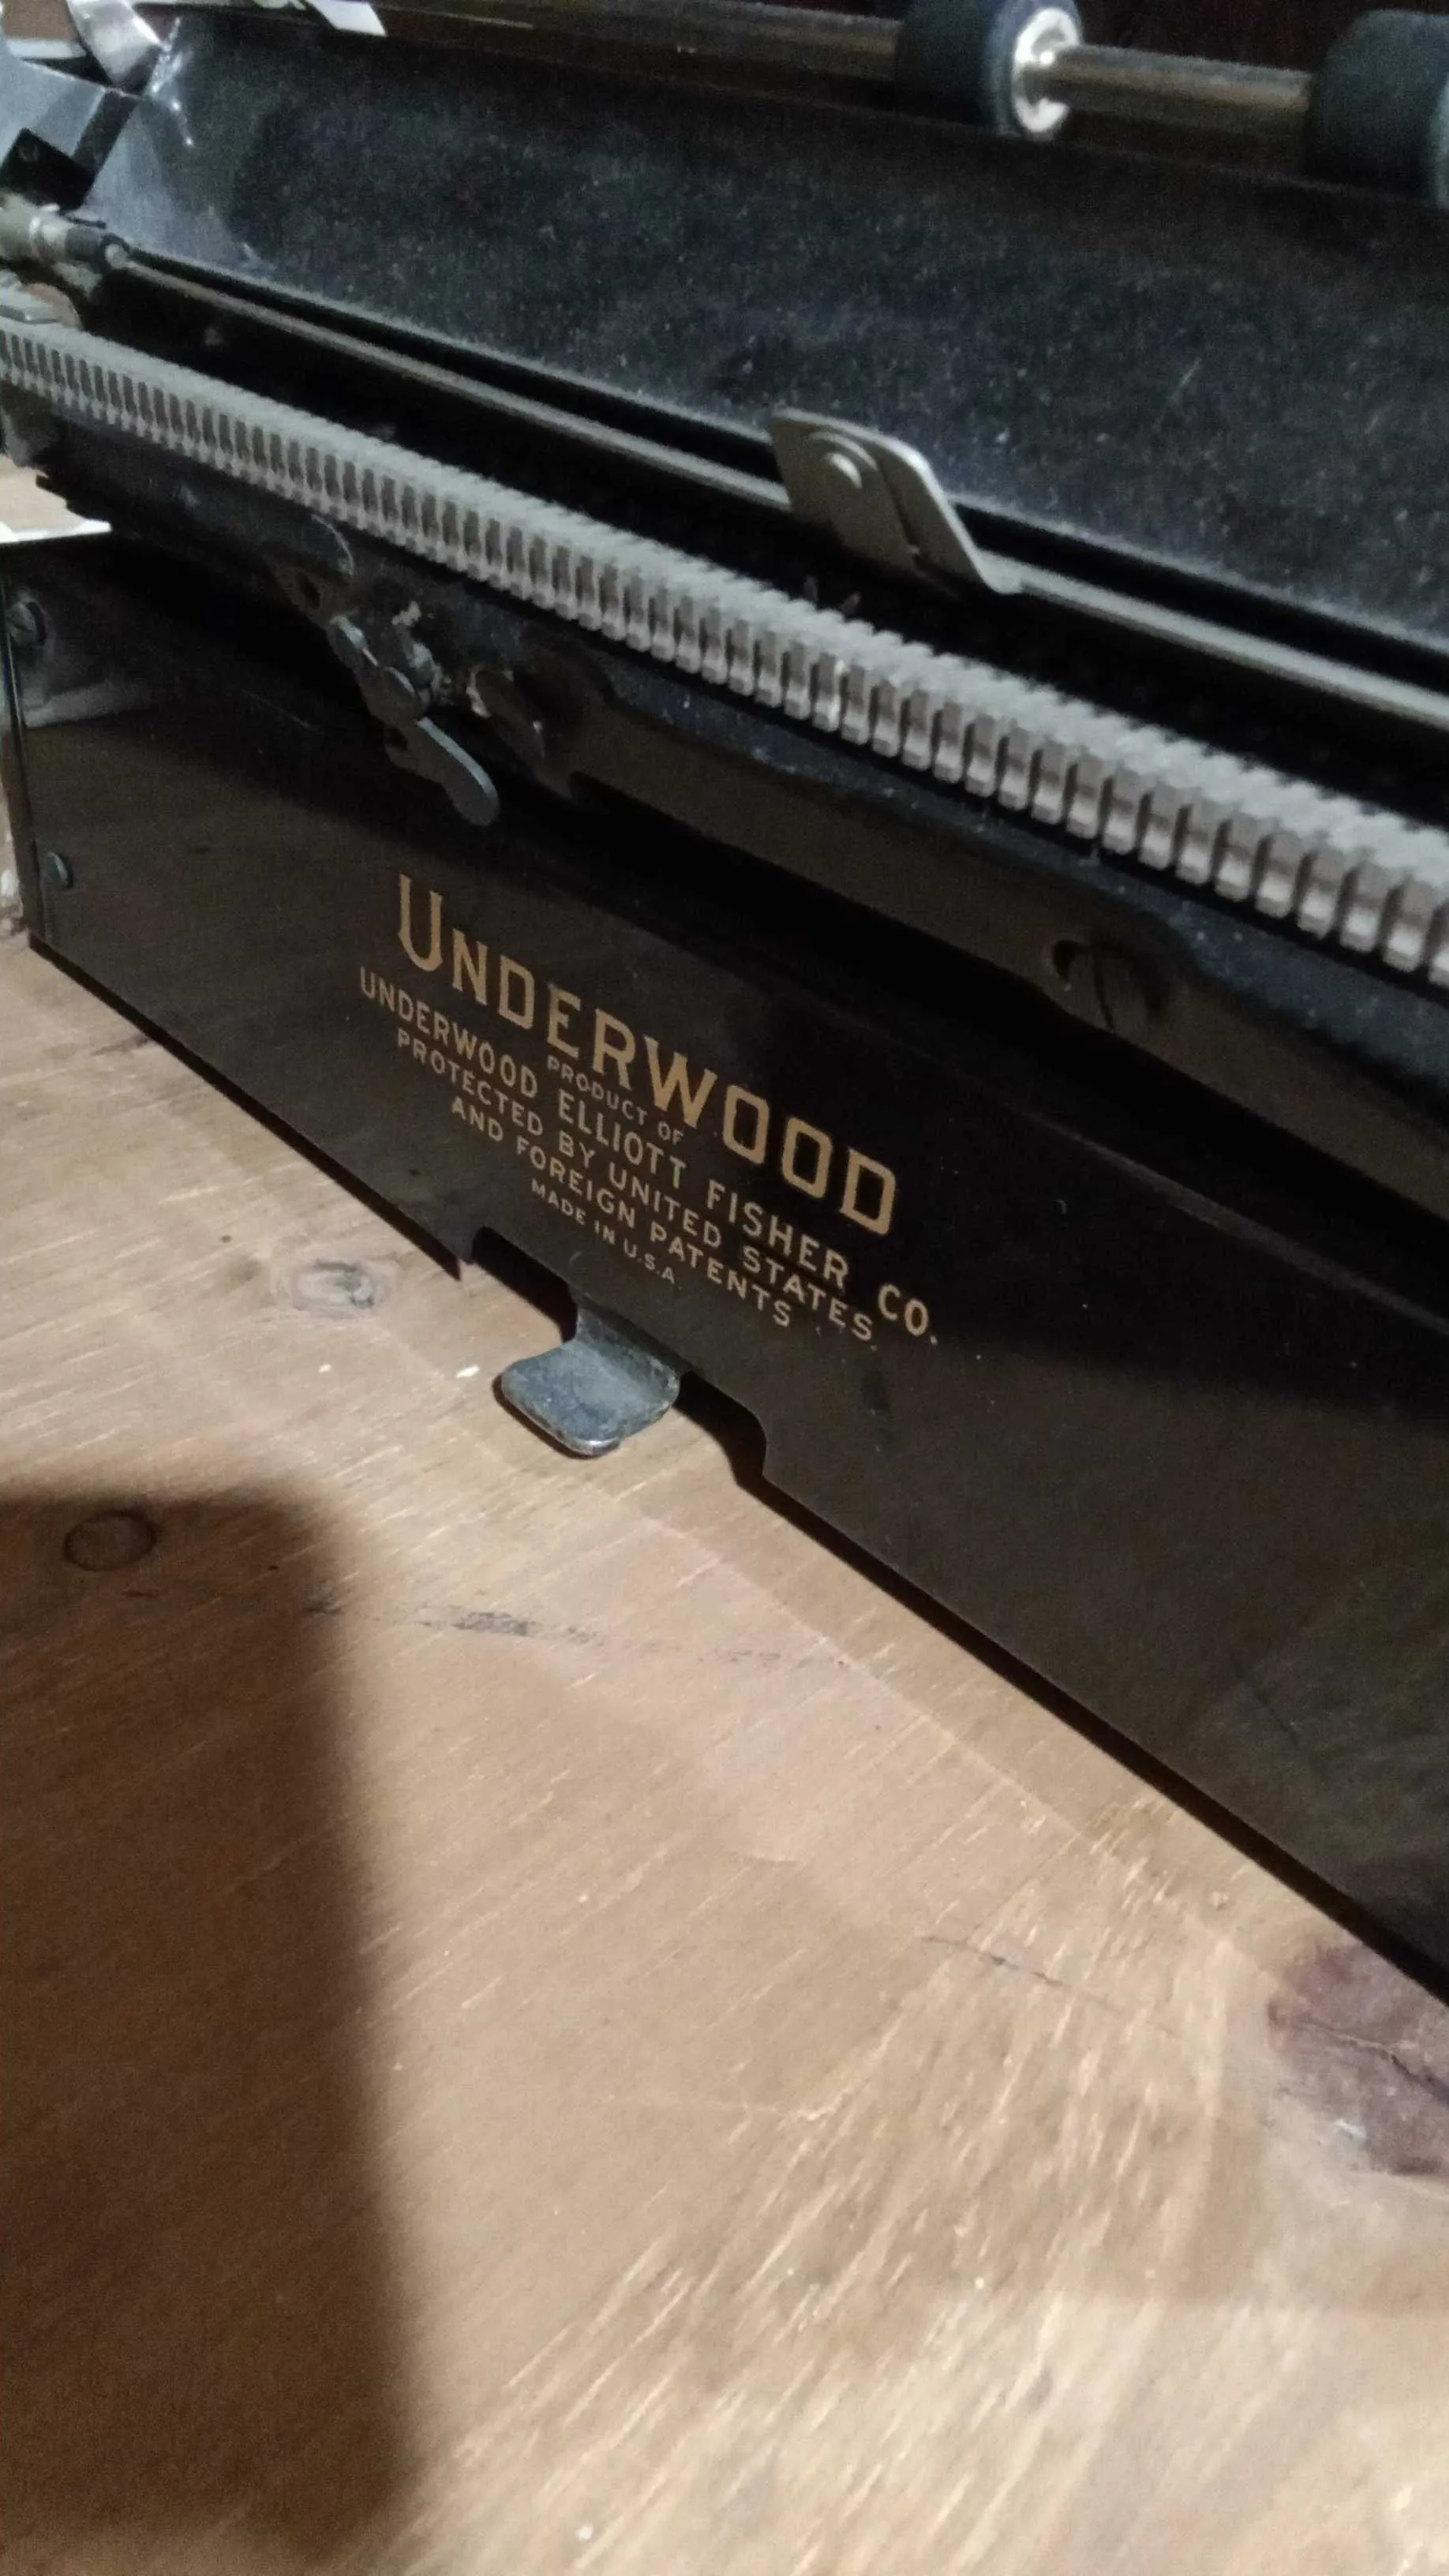 UNDERWOOD
PRODUCT OF
UNDERWOOD ELLIOTT FISHER CO.
PROTECTED BY UNITED STATES
AND FOREIGN PATENTS
MADE IN U.S.A